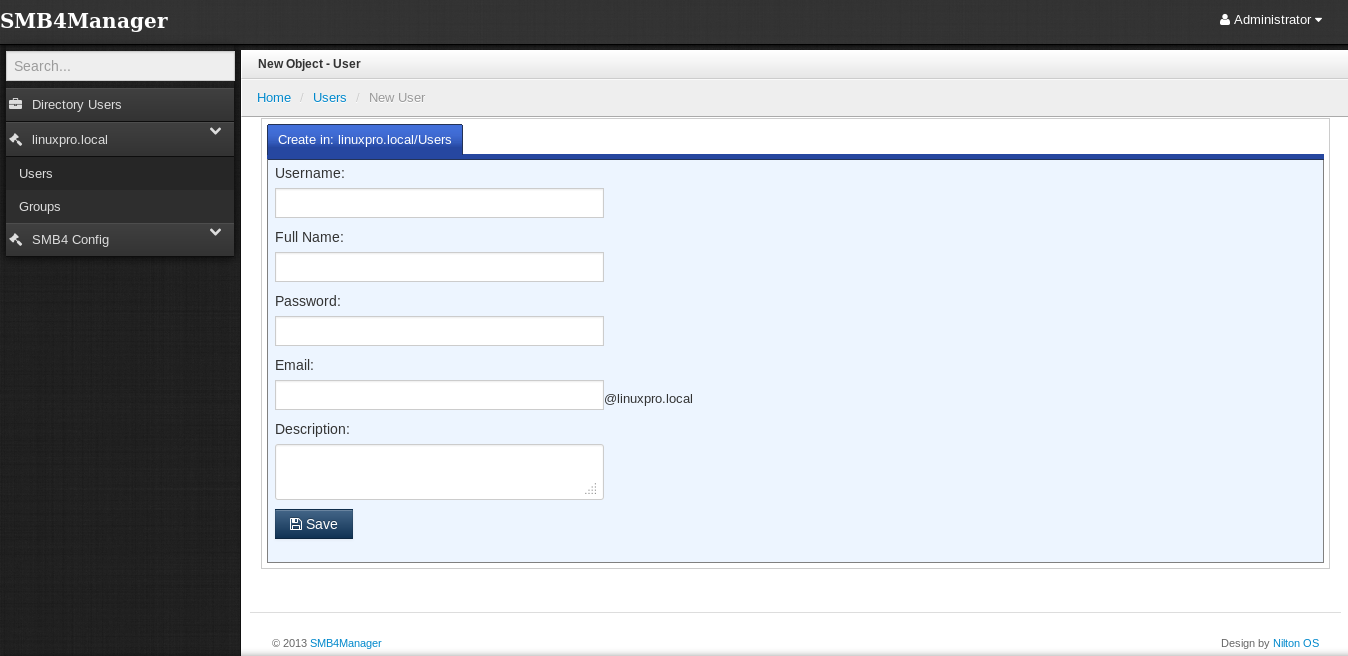 SMB4Manager
Administrator
Search...
Directory Users
linuxpro.local
Users
Groups
SMB4 Config
New Object - User
Home / Users / New User
Create in: linuxpro.local/Users
Username:
Full Name:
Password:
Email:
@linuxpro.local
Description:
Save
© 2013 SMB4Manager
Design by Nilton OS